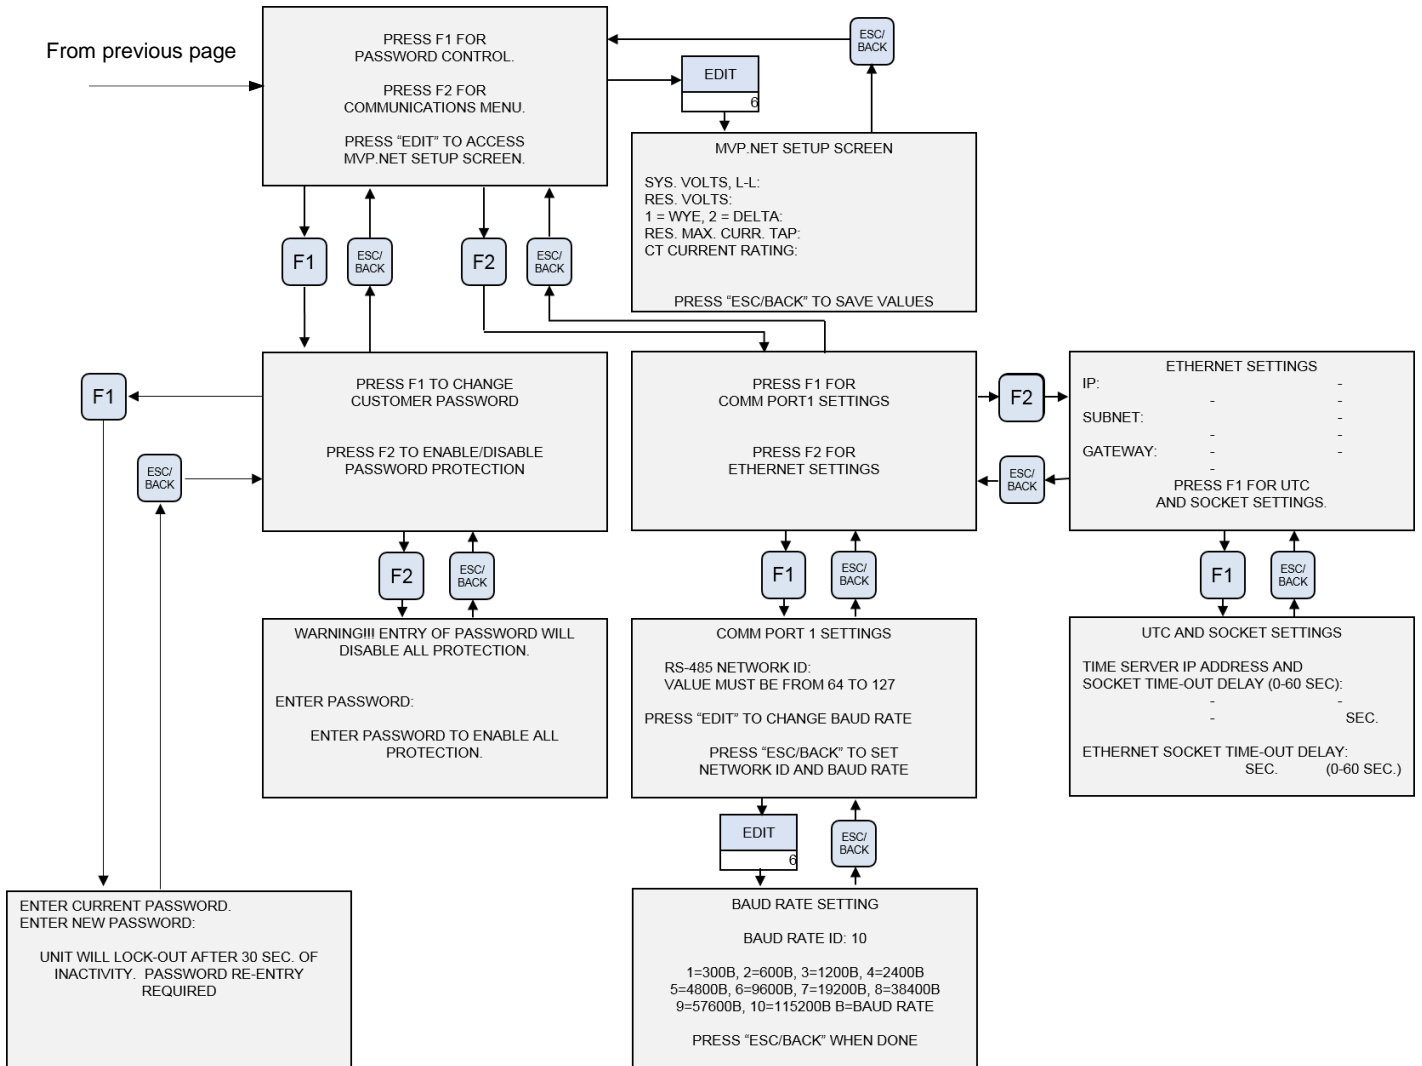 From previous page
PRESS F1 FOR
PASSWORD CONTROL.
PRESS F2 FOR
COMMUNICATIONS MENU.
PRESS “EDIT” TO ACCESS
MVP.NET SETUP SCREEN.
EDIT
6
ESC/
BACK
MVP.NET SETUP SCREEN
SYS. VOLTS, L-L:
RES. VOLTS:
1 = WYE, 2 = DELTA:
RES. MAX. CURR. TAP:
CT CURRENT RATING:
PRESS “ESC/BACK” TO SAVE VALUES
F1
ESC/
BACK
F2
ESC/
BACK
F1
PRESS F1 TO CHANGE
CUSTOMER PASSWORD
PRESS F2 TO ENABLE/DISABLE
PASSWORD PROTECTION
ESC/
BACK
PRESS F1 FOR
COMM PORT1 SETTINGS
PRESS F2 FOR
ETHERNET SETTINGS
F2
ESC/
BACK
ETHERNET SETTINGS
IP: -
- -
SUBNET: -
- -
GATEWAY: - -
-
PRESS F1 FOR UTC
AND SOCKET SETTINGS.
F2
ESC/
BACK
F1
ESC/
BACK
F1
ESC/
BACK
WARNING!!! ENTRY OF PASSWORD WILL
DISABLE ALL PROTECTION.
ENTER PASSWORD:
ENTER PASSWORD TO ENABLE ALL
PROTECTION.
COMM PORT 1 SETTINGS
RS-485 NETWORK ID:
VALUE MUST BE FROM 64 TO 127
PRESS “EDIT” TO CHANGE BAUD RATE
PRESS “ESC/BACK” TO SET
NETWORK ID AND BAUD RATE
UTC AND SOCKET SETTINGS
TIME SERVER IP ADDRESS AND
SOCKET TIME-OUT DELAY (0-60 SEC):
- -
- SEC.
ETHERNET SOCKET TIME-OUT DELAY:
SEC. (0-60 SEC.)
EDIT
6
ESC/
BACK
ENTER CURRENT PASSWORD.
ENTER NEW PASSWORD:
UNIT WILL LOCK-OUT AFTER 30 SEC. OF
INACTIVITY. PASSWORD RE-ENTRY
REQUIRED
BAUD RATE SETTING
BAUD RATE ID: 10
1=300B, 2=600B, 3=1200B, 4=2400B
5=4800B, 6=9600B, 7=19200B, 8=38400B
9=57600B, 10=115200B B=BAUD RATE
PRESS “ESC/BACK” WHEN DONE